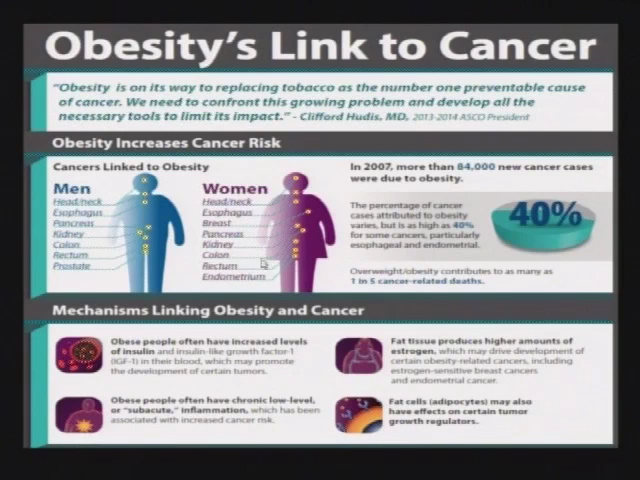 Obesity's Link to Cancer
"Obesity is on its way to replacing tobacco as the number one preventable cause
of cancer. We need to confront this growing problem and develop all the
necessary tools to limit its impact." - Clifford Hudis, MD, 2013-2014 ASCO President
Obesity Increases Cancer Risk
Cancers Linked to Obesity
Men
Head/neck
Esophagus
Pancreas
Kidney
Colon
Rectum
Prostate
Women
Head/neck
Esophagus
Breast
Pancreas
Kidney
Colon
Rectum
Endometrium
In 2007, more than 84,000 new cancer cases
were due to obesity.
The percentage of cancer
cases attributed to obesity
varies, but is as high as 40%
for some cancers, particularly
esophageal and endometrial.
40%
Overweight/obesity contributes to as many as
1 in 5 cancer-related deaths.
Mechanisms Linking Obesity and Cancer
Obese people often have increased levels
of insulin and insulin-like growth factor-1
(IGF-1) in their blood, which may promote
the development of certain tumors.
Obese people often have chronic low-level,
or "subacute," inflammation, which has been
associated with increased cancer risk.
Fat tissue produces higher amounts of
estrogen, which may drive development of
certain obesity-related cancers, including
estrogen-sensitive breast cancers
and endometrial cancer.
Fat cells (adipocytes) may also
have effects on certain tumor
growth regulators.